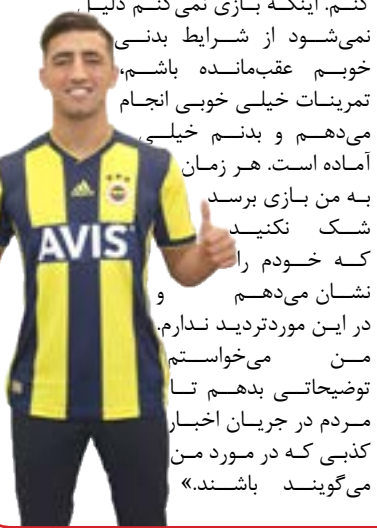 کنم. اینکه بازی نمی‌کنم دلیل
نمی‌شود از شرایط بدنی
خوبم عقب‌مانده باشم،
تمرینات خیلی خوبی انجام
می‌دهم و بدنم خیلی
آماده است. هر زمان
به من بازی برسد
شک نکنید
که خودم را
نشان می‌دهم و
در این موردتردید ندارم.
من می‌خواستم
توضیحاتی بدهم تا
مردم در جریان اخبار
کذبی که در مورد من
می‌گویند باشند.»
AVIS